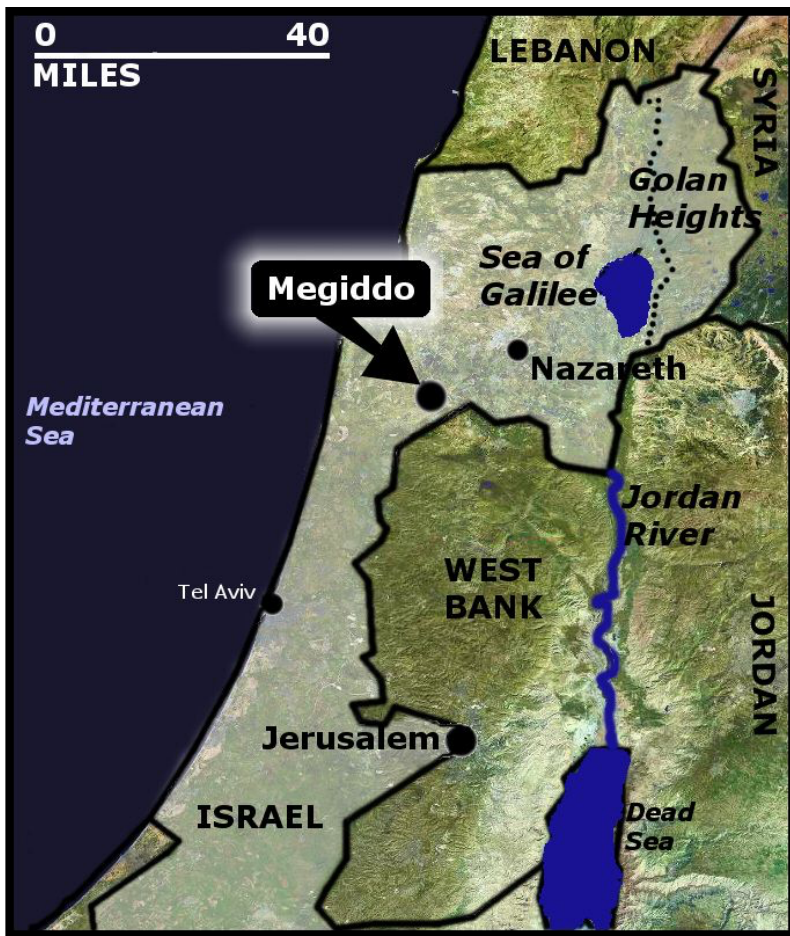 0 40
MILES
LEBANON
SYRIA
Golan
Heights
Sea of
Galilee
Megiddo
Nazareth
Mediterranean
Sea
Jordan
River
WEST
BANK
Tel Aviv
JORDAN
Jerusalem
ISRAEL
Dead
Sea